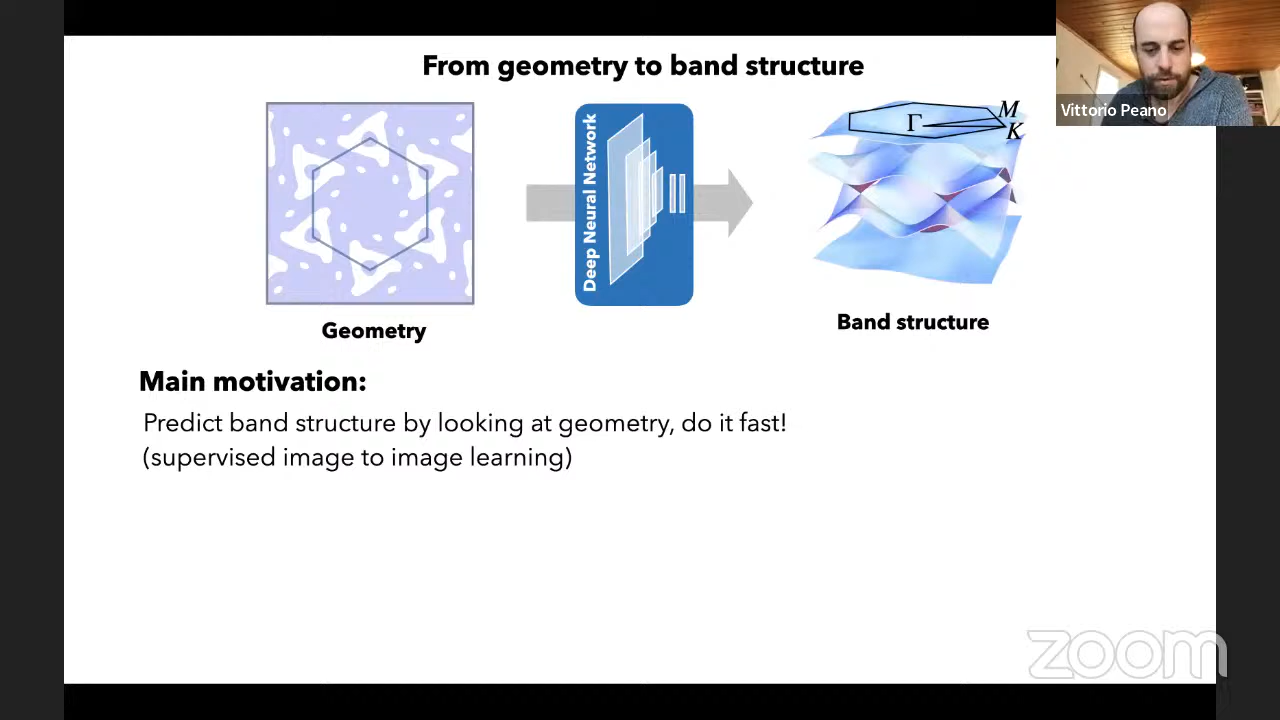 From geometry to band structure
Vittorio Peano
Deep Neural Network
Γ
M
K
Geometry
Band structure
Main motivation:
Predict band structure by looking at geometry, do it fast!
(supervised image to image learning)
zoom